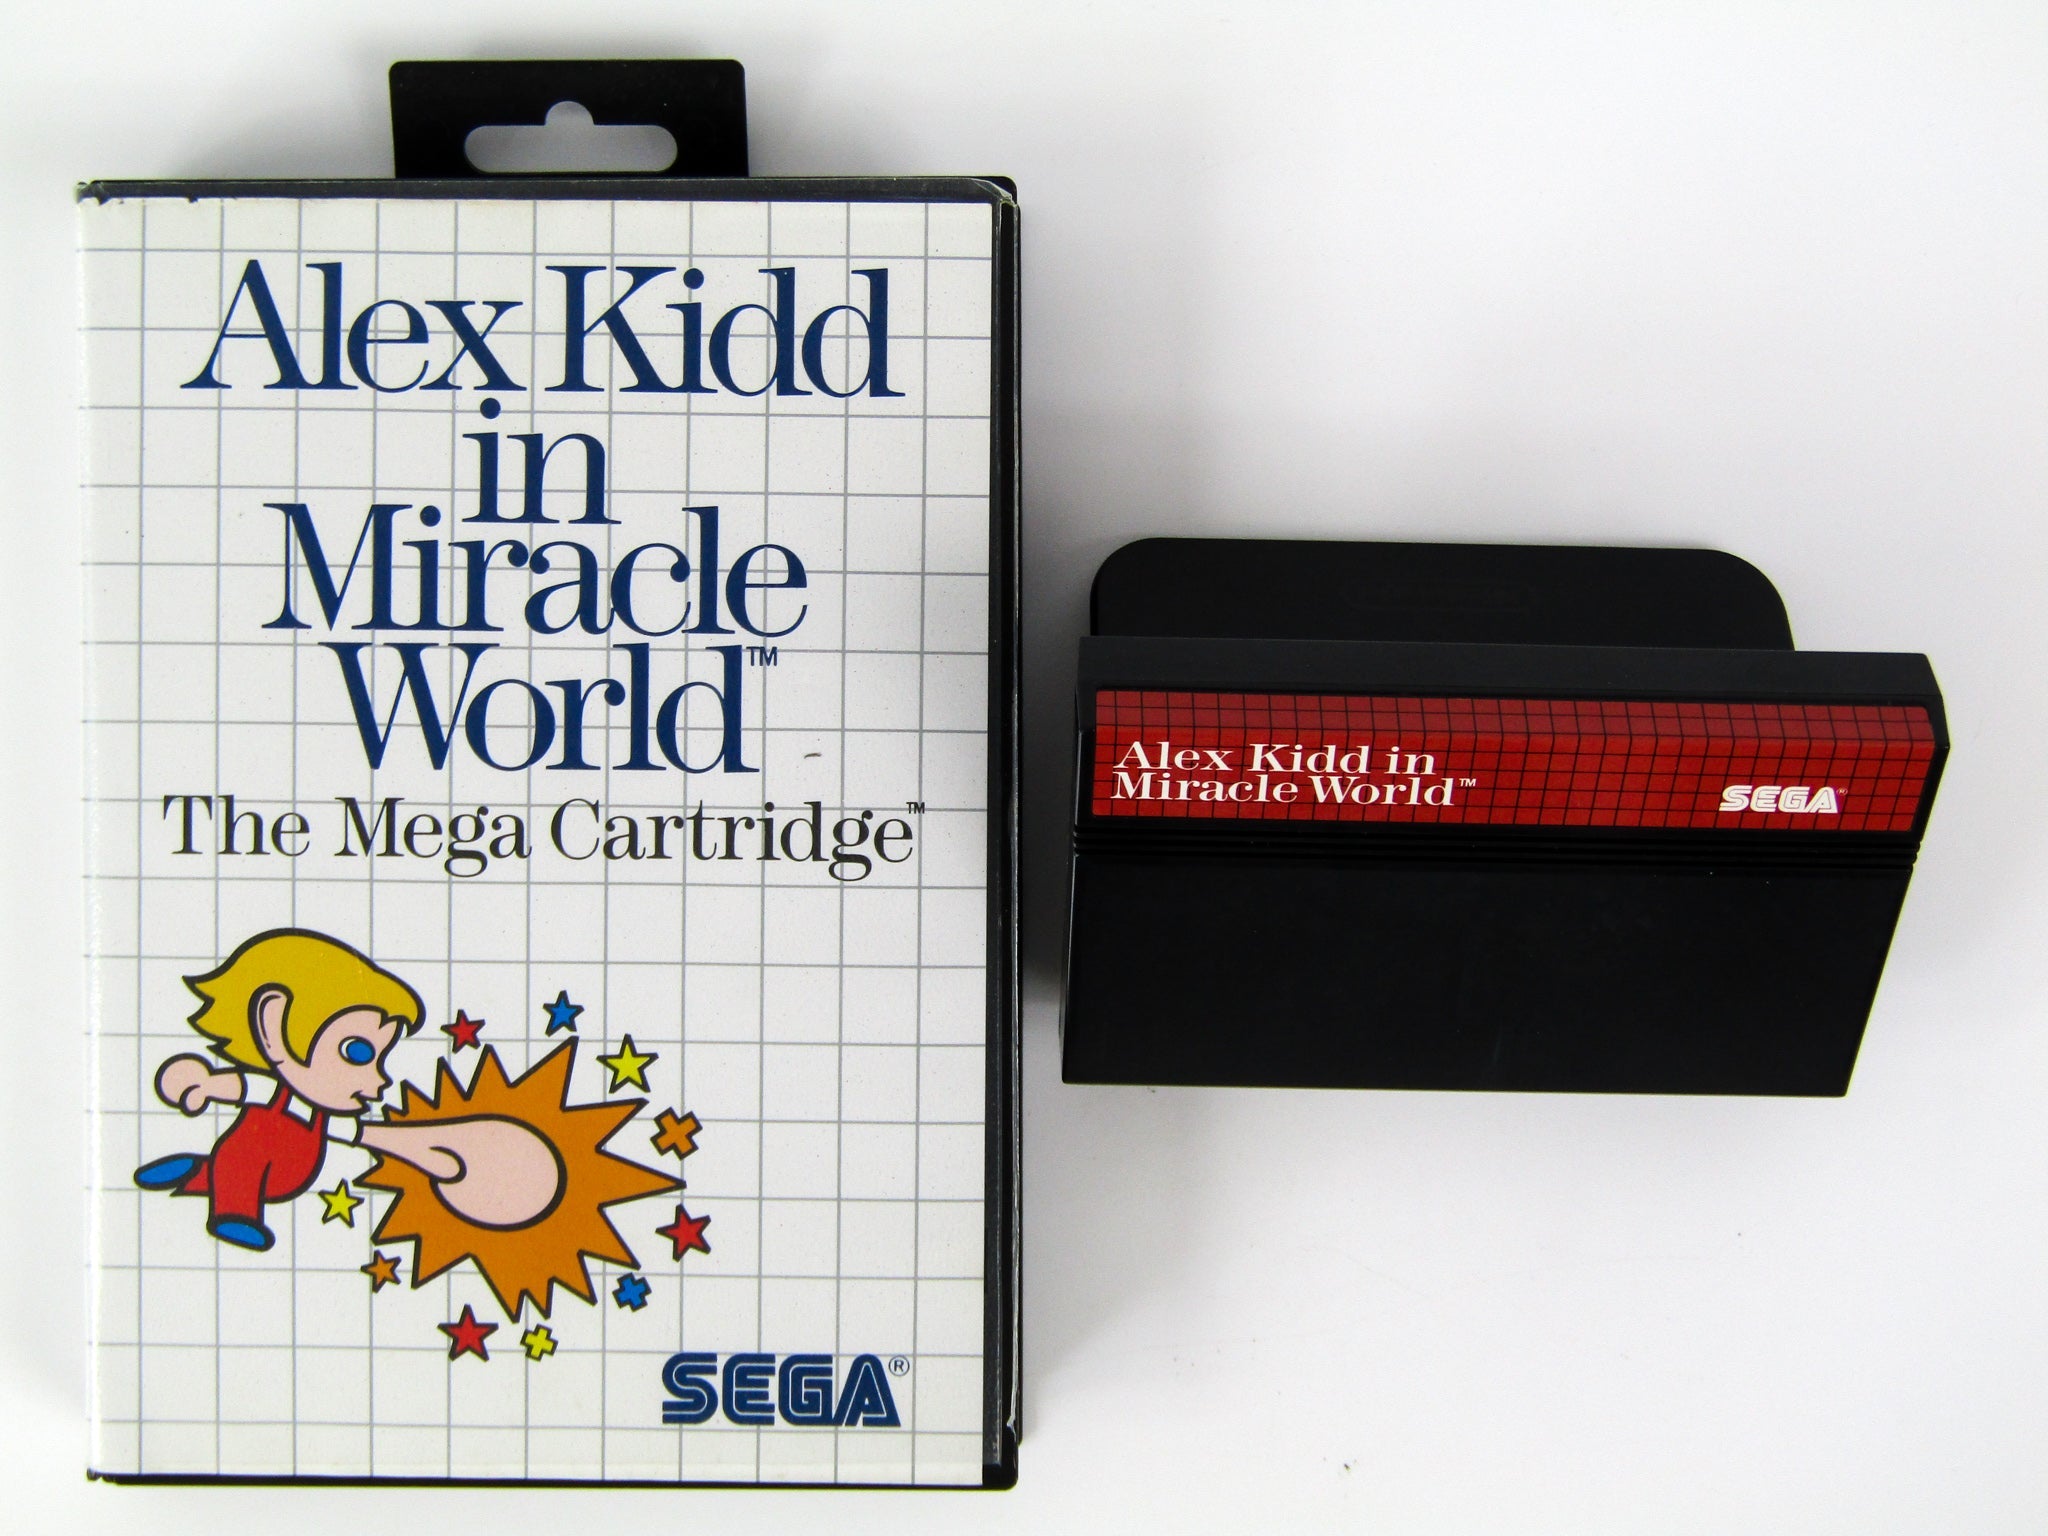 Alex Kidd
in
Miracle
World™
The Mega Cartridge™
SEGA®
Alex Kidd in
Miracle World™
SEGA®